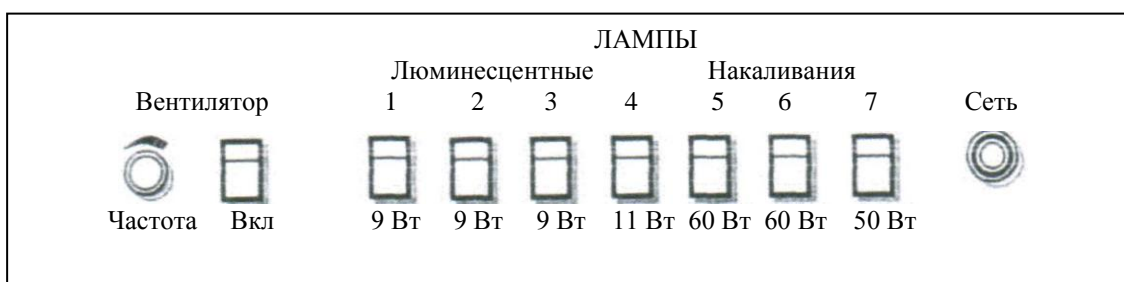 ЛАМПЫ
Люминесцентные Накаливания
Вентилятор 1 2 3 4 5 6 7 Сеть
Частота Вкл 9 Вт 9 Вт 9 Вт 11 Вт 60 Вт 60 Вт 50 Вт